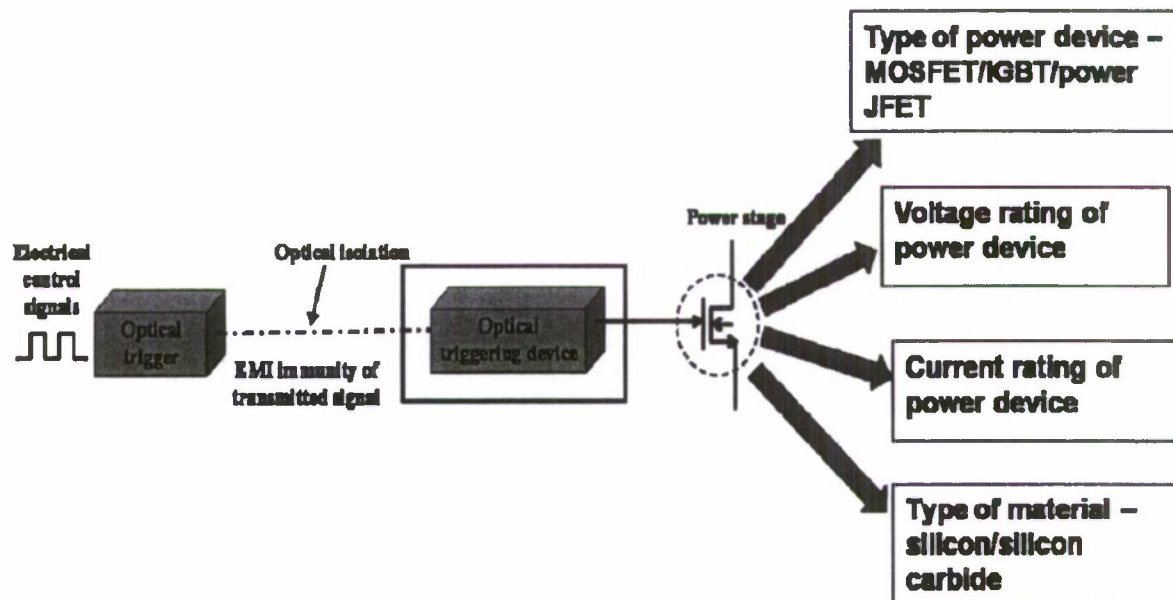 Type of power device –
MOSFET/IGBT/power
JFET
Voltage rating of
power device
Power stage
Electrical
control
signals
Optical isolation
Optical
trigger
Optical
triggering device
EMI immunity of
transmitted signal
Current rating of
power device
Type of material –
silicon/silicon
carbide